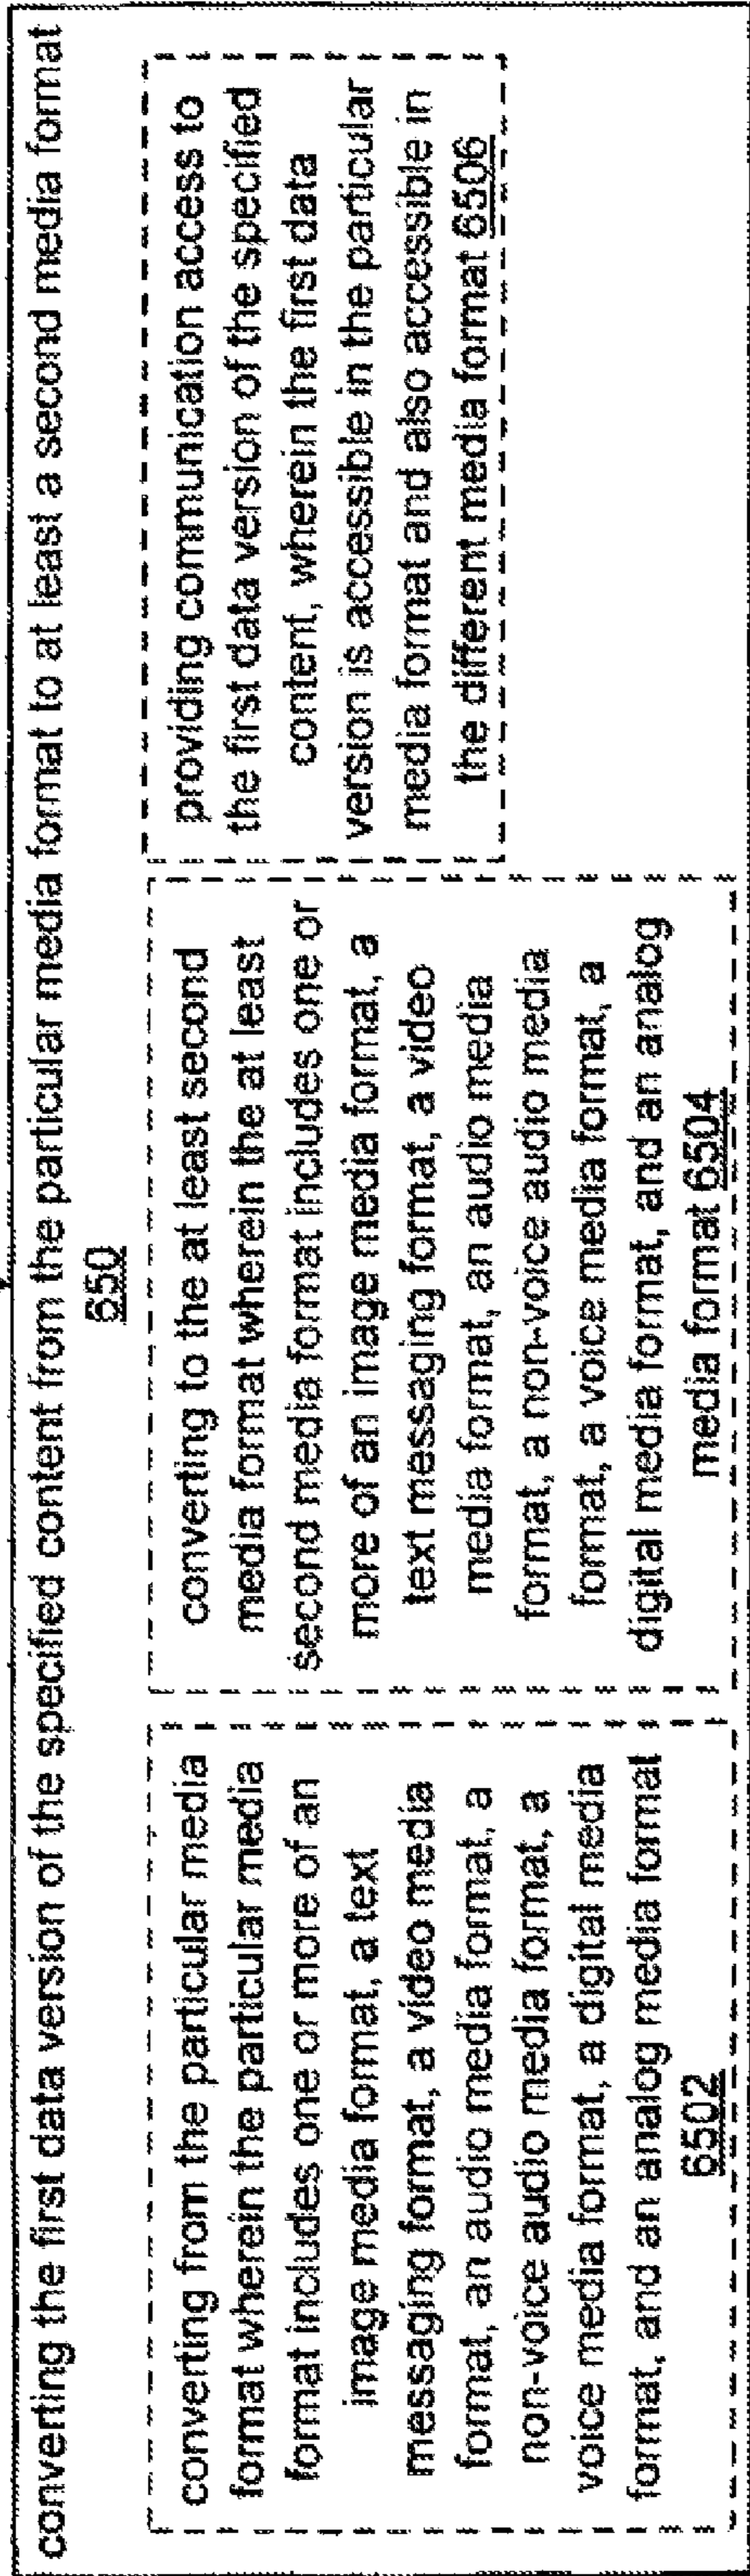 converting the first data version of the specified content from the particular media format to at least a second media format
650
converting from the particular media
format wherein the particular media
format includes one or more of an
image media format, a text
messaging format, a video media
format, an audio media format, a
non-voice audio media format, a
voice media format, a digital media
format, and an analog media format
6502
converting to the at least second
media format wherein the at least
second media format includes one or
more of an image media format, a
text messaging format, a video
media format, an audio media
format, a non-voice audio media
format, a voice media format, a
digital media format, and an analog
media format 6504
providing communication access to
the first data version of the specified
content, wherein the first data
version is accessible in the particular
media format and also accessible in
the different media format 6506